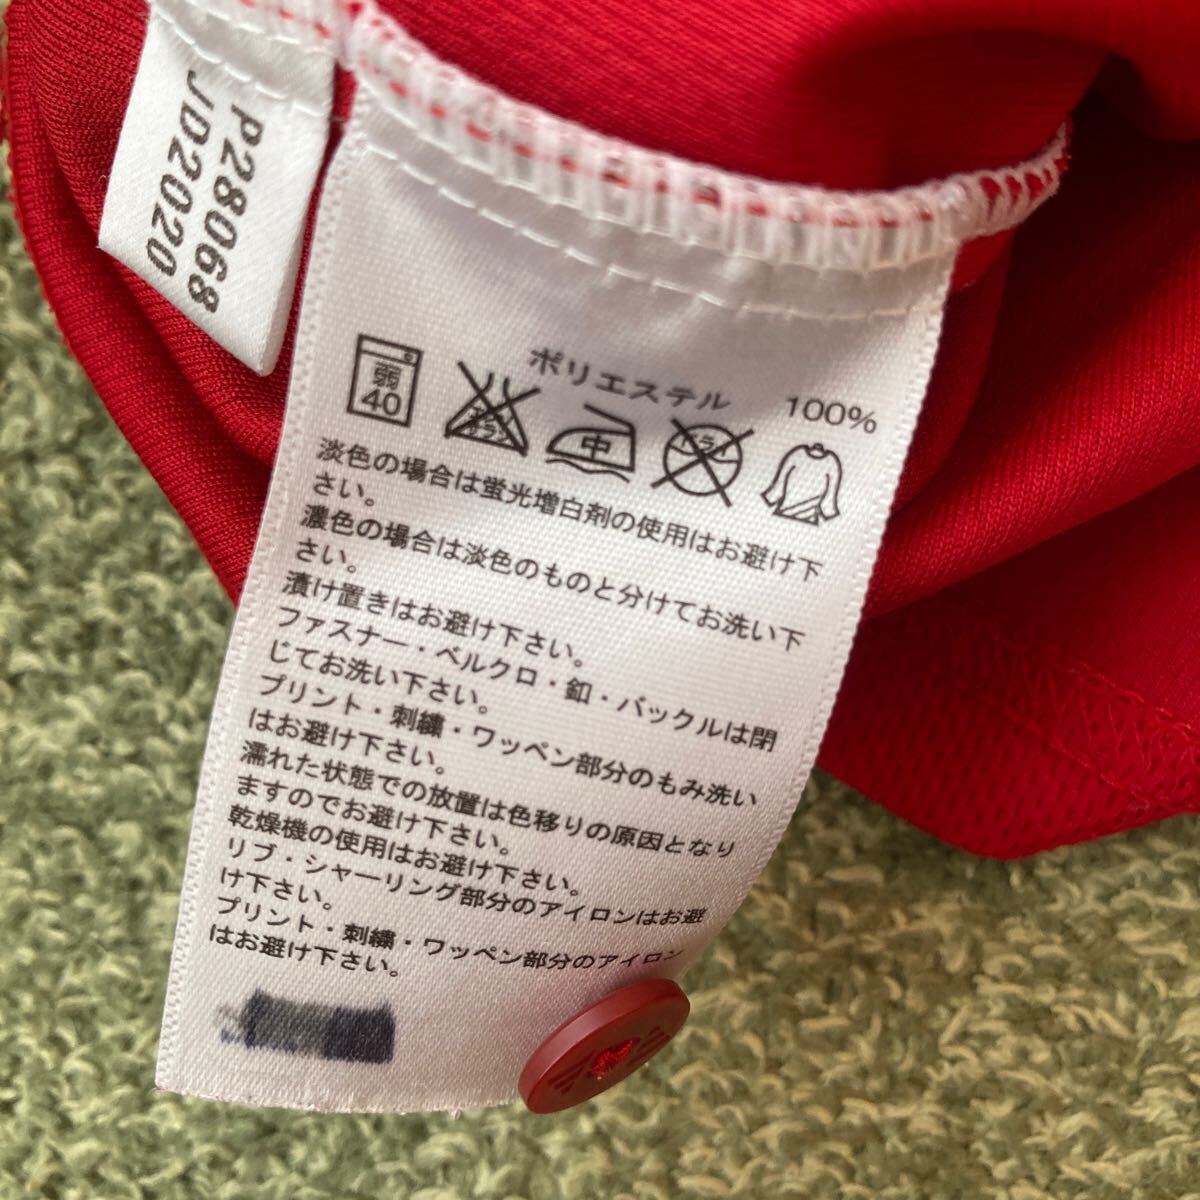 P28068
JD2020
ポリエステル 100%
弱
40
エンソ
サラシ
中
ドライ
淡色の場合は蛍光増白剤の使用はお避け下
さい。
濃色の場合は淡色のものと分けてお洗い下
さい。
漬け置きはお避け下さい。
ファスナー・ベルクロ・釦・バックルは閉
じてお洗い下さい。
プリント・刺繍・ワッペン部分のもみ洗い
はお避け下さい。
濡れた状態での放置は色移りの原因となり
ますのでお避け下さい。
乾燥機の使用はお避け下さい。
リブ・シャーリング部分のアイロンはお避
け下さい。
プリント・刺繍・ワッペン部分のアイロン
はお避け下さい。